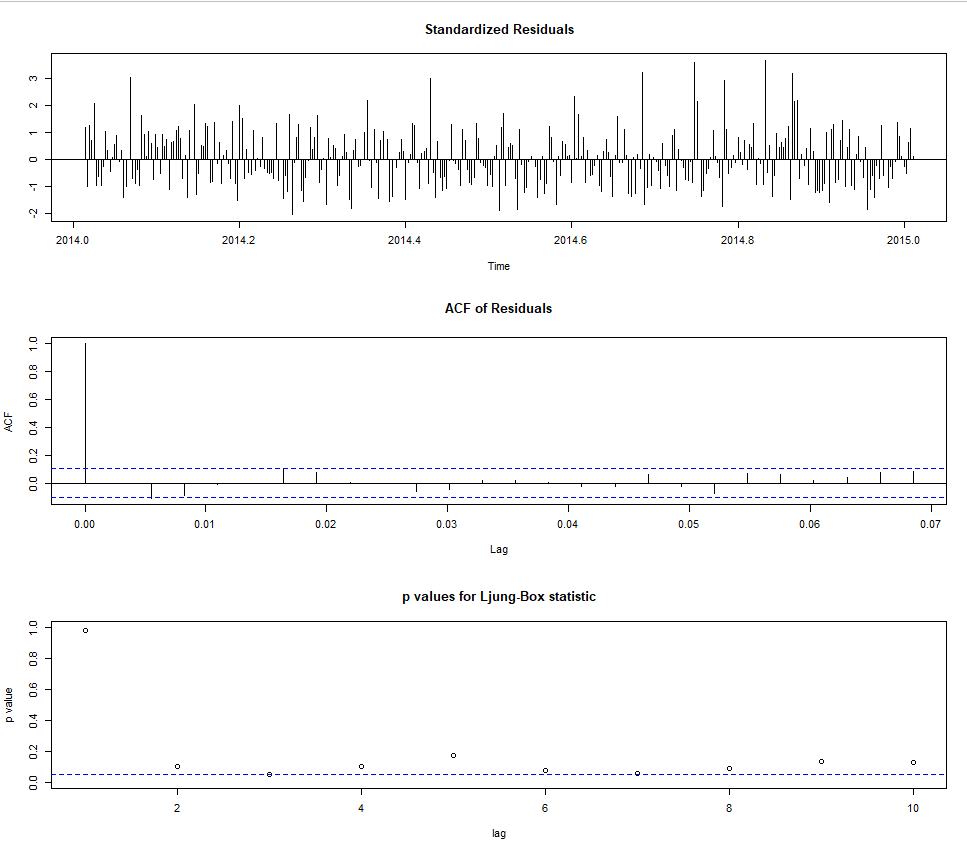 Standardized Residuals
3
2
1
0
-1
-2
2014.0 2014.2 2014.4 2014.6 2014.8 2015.0
Time
ACF of Residuals
ACF
1.0
0.8
0.6
0.4
0.2
0.0
0.00 0.01 0.02 0.03 0.04 0.05 0.06 0.07
Lag
p values for Ljung-Box statistic
p value
1.0
0.8
0.6
0.4
0.2
0.0
2 4 6 8 10
lag